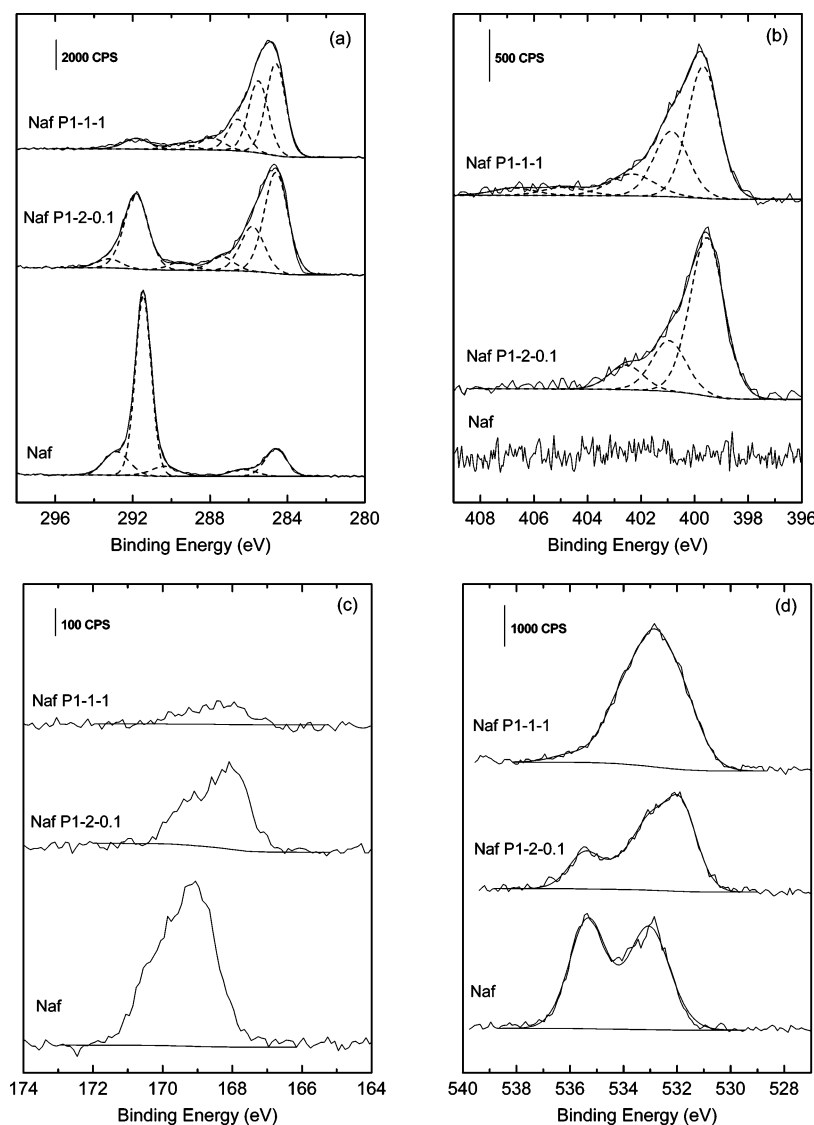 (a)
2000 CPS
Naf P1-1-1
Naf P1-2-0.1
Naf
296 292 288 284 280
Binding Energy (eV)
(b)
500 CPS
Naf P1-1-1
Naf P1-2-0.1
Naf
408 406 404 402 400 398 396
Binding Energy (eV)
(c)
100 CPS
Naf P1-1-1
Naf P1-2-0.1
Naf
174 172 170 168 166 164
Binding Energy (eV)
(d)
1000 CPS
Naf P1-1-1
Naf P1-2-0.1
Naf
540 538 536 534 532 530 528
Binding Energy (eV)